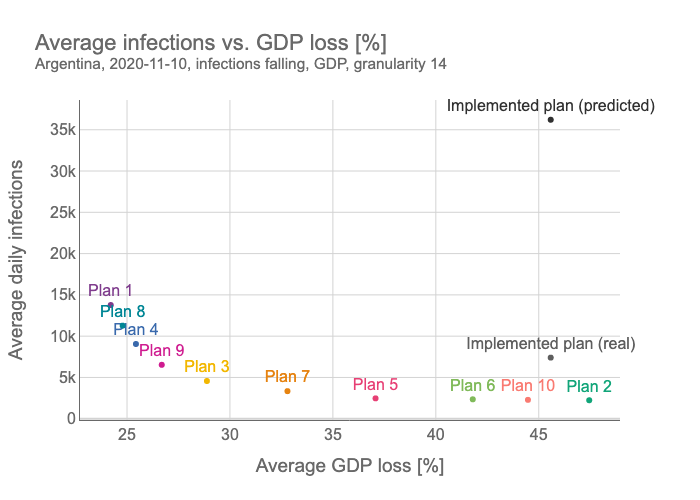 Average infections vs. GDP loss [%]
Argentina, 2020-11-10, infections falling, GDP, granularity 14
Implemented plan (predicted)
35k
30k
25k
20k
15k
10k
5k
0
Average daily infections
Plan 1
Plan 8
Plan 4
Plan 9
Plan 3
Plan 7
Plan 5
Implemented plan (real)
Plan 6
Plan 10
Plan 2
25
30
35
40
45
Average GDP loss [%]